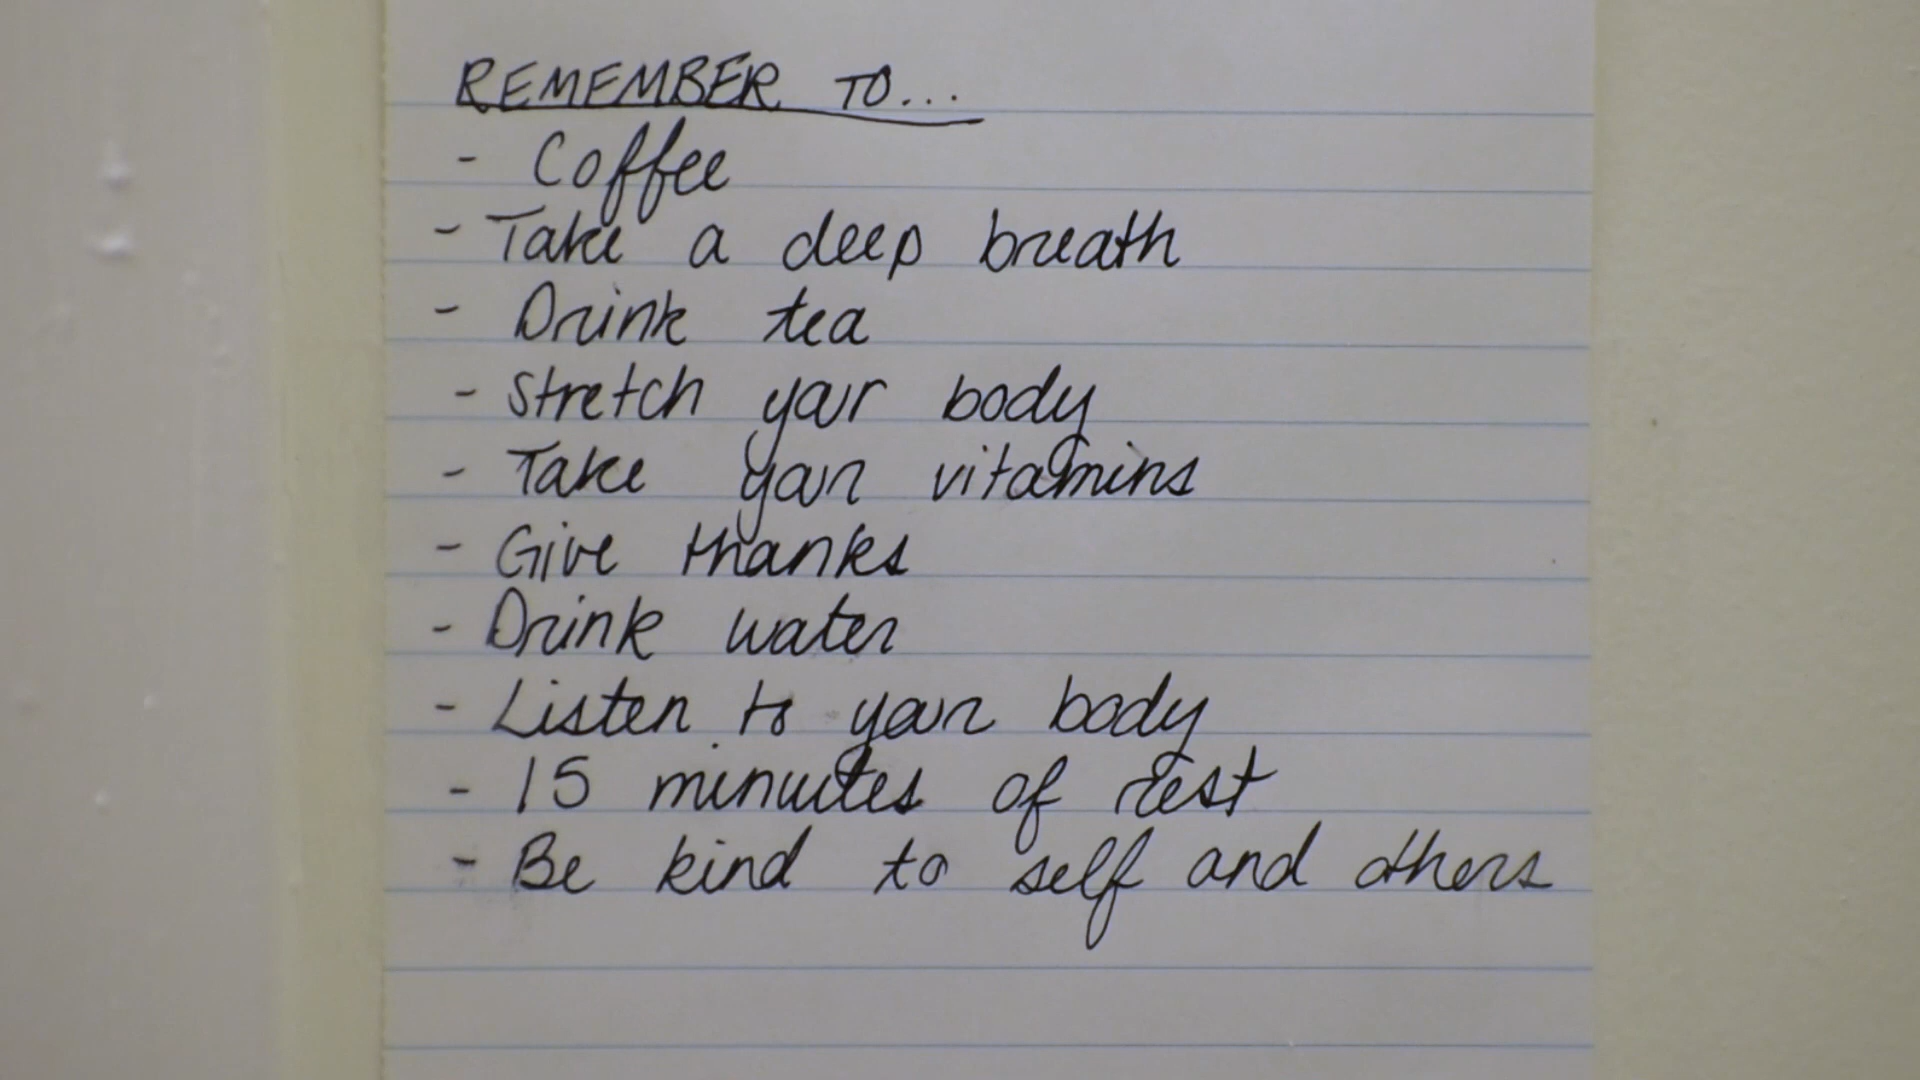 REMEMBER TO...
- Coffee
- Take a deep breath
- Drink tea
- Stretch your body
- Take your vitamins
- Give thanks
- Drink water
- Listen to your body
- 15 minutes of rest
- Be kind to self and others